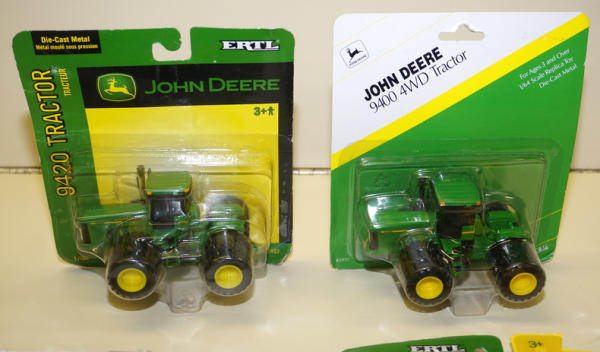 Die-Cast Metal
Métal moulé sous pression
ERTL
JOHN DEERE
9420 TRACTOR
TRACTEUR
3+
JOHN DEERE
9400 4WD Tractor
For Ages 3 and Over
1/64 Scale Replica Toy
Die-Cast Metal
ERTL
3+